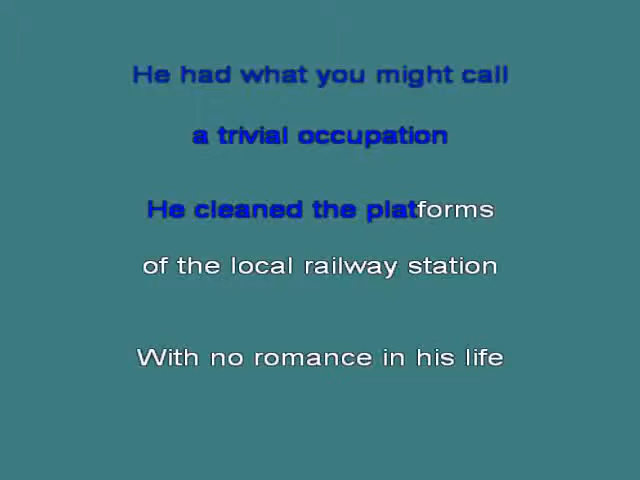 He had what you might call
a trivial occupation
He cleaned the platforms
of the local railway station
With no romance in his life